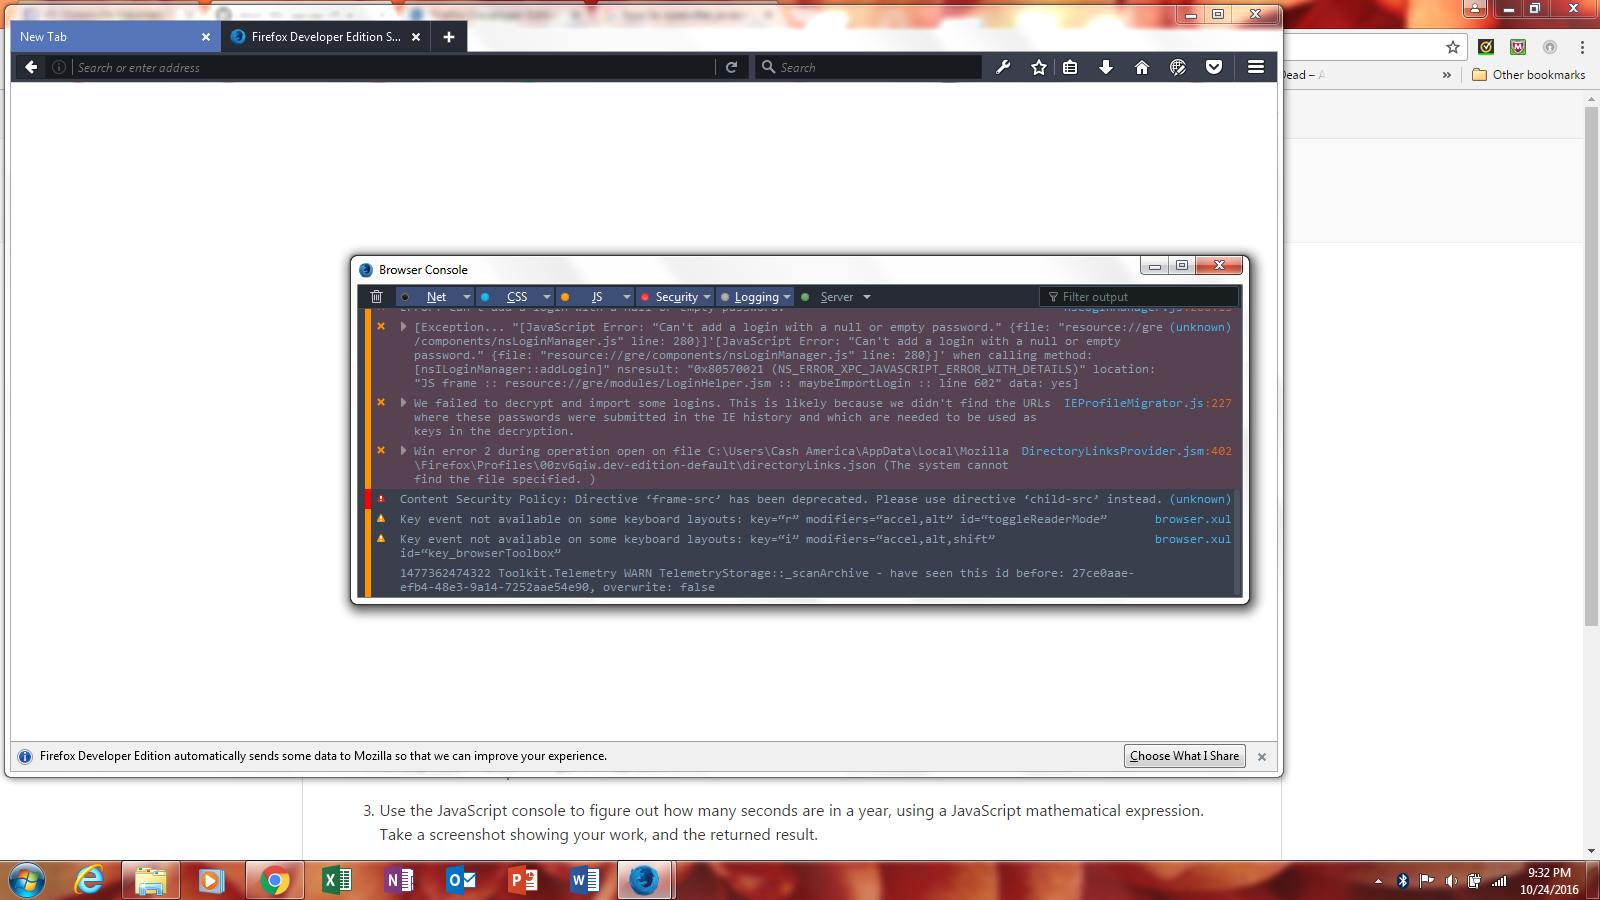 New Tab
Firefox Developer Edition S...
Search or enter address
Search
Dead – A
Other bookmarks
Browser Console
Net
CSS
JS
Security
Logging
Server
Filter output
Error: Can't add a login with a null or empty password.
[Exception... "[JavaScript Error: "Can't add a login with a null or empty password." {file: "resource://gre (unknown)
/components/nsLoginManager.js" line: 280}]'[JavaScript Error: "Can't add a login with a null or empty
password." {file: "resource://gre/components/nsLoginManager.js" line: 280}]' when calling method:
[nsILoginManager::addLogin]" nsresult: "0x80570021 (NS_ERROR_XPC_JAVASCRIPT_ERROR_WITH_DETAILS)" location:
"JS frame :: resource://gre/modules/LoginHelper.jsm :: maybeImportLogin :: line 602" data: yes]
We failed to decrypt and import some logins. This is likely because we didn't find the URLs IEProfileMigrator.js:227
where these passwords were submitted in the IE history and which are needed to be used as
keys in the decryption.
Win error 2 during operation open on file C:\Users\Cash America\AppData\Local\Mozilla DirectoryLinksProvider.jsm:402
\Firefox\Profiles\00zv6qiw.dev-edition-default\directoryLinks.json (The system cannot
find the file specified. )
Content Security Policy: Directive ‘frame-src’ has been deprecated. Please use directive ‘child-src’ instead. (unknown)
Key event not available on some keyboard layouts: key=“r” modifiers=“accel,alt” id=“toggleReaderMode” browser.xul
Key event not available on some keyboard layouts: key=“i” modifiers=“accel,alt,shift” browser.xul
id=“key_browserToolbox”
1477362474322 Toolkit.Telemetry WARN TelemetryStorage::_scanArchive - have seen this id before: 27ce0aae-
efb4-48e3-9a14-7252aae54e90, overwrite: false
Firefox Developer Edition automatically sends some data to Mozilla so that we can improve your experience.
Choose What I Share
3. Use the JavaScript console to figure out how many seconds are in a year, using a JavaScript mathematical expression.
Take a screenshot showing your work, and the returned result.
9:32 PM
10/24/2016